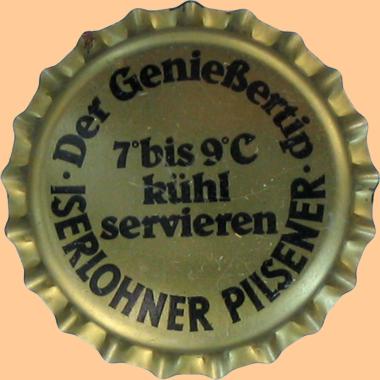 · Der Genießertip ·
7° bis 9°C
kühl
servieren
ISERLOHNER PILSENER